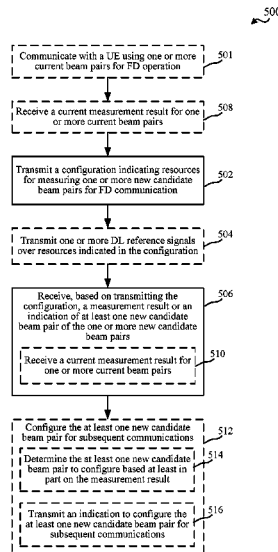 500
Communicate with a UE using one or more
current beam pairs for FD operation
501
Receive a current measurement result for one
or more current beam pairs
508
Transmit a configuration indicating resources
for measuring one or more new candidate
beam pairs for FD communication
502
Transmit one or more DL reference signals
over resources indicated in the configuration
504
Receive, based on transmitting the
configuration, a measurement result or an
indication of at least one new candidate
beam pair of the one or more new candidate
beam pairs
506
Receive a current measurement result for
one or more current beam pairs
510
Configure the at least one new candidate
beam pair for subsequent communications
512
Determine the at least one new candidate
beam pair to configure based at least in
part on the measurement result
514
Transmit an indication to configure the
at least one new candidate beam pair for
subsequent communications
516